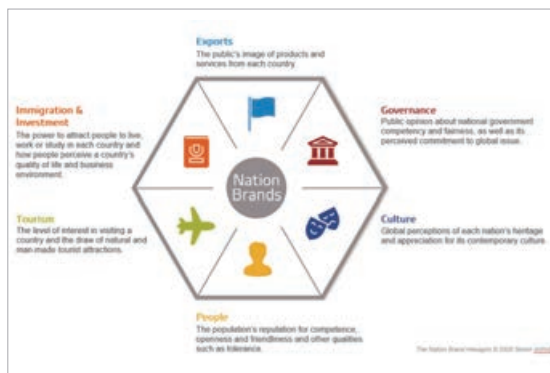 Exports
The public's image of products and
services from each country.
Immigration &
Investment
The power to attract people to live,
work or study in each country and
how people perceive a country's
quality of life and business
environment.
Governance
Public opinion about national government
competency and fairness, as well as its
perceived commitment to global issue.
Nation
Brands
Tourism
The level of interest in visiting a
country and the draw of natural and
man-made tourist attractions.
Culture
Global perceptions of each nation's heritage
and appreciation for its contemporary culture.
People
The population's reputation for competence,
openness and friendliness and other qualities
such as tolerance.
The Nation Brand Hexagon © Simon